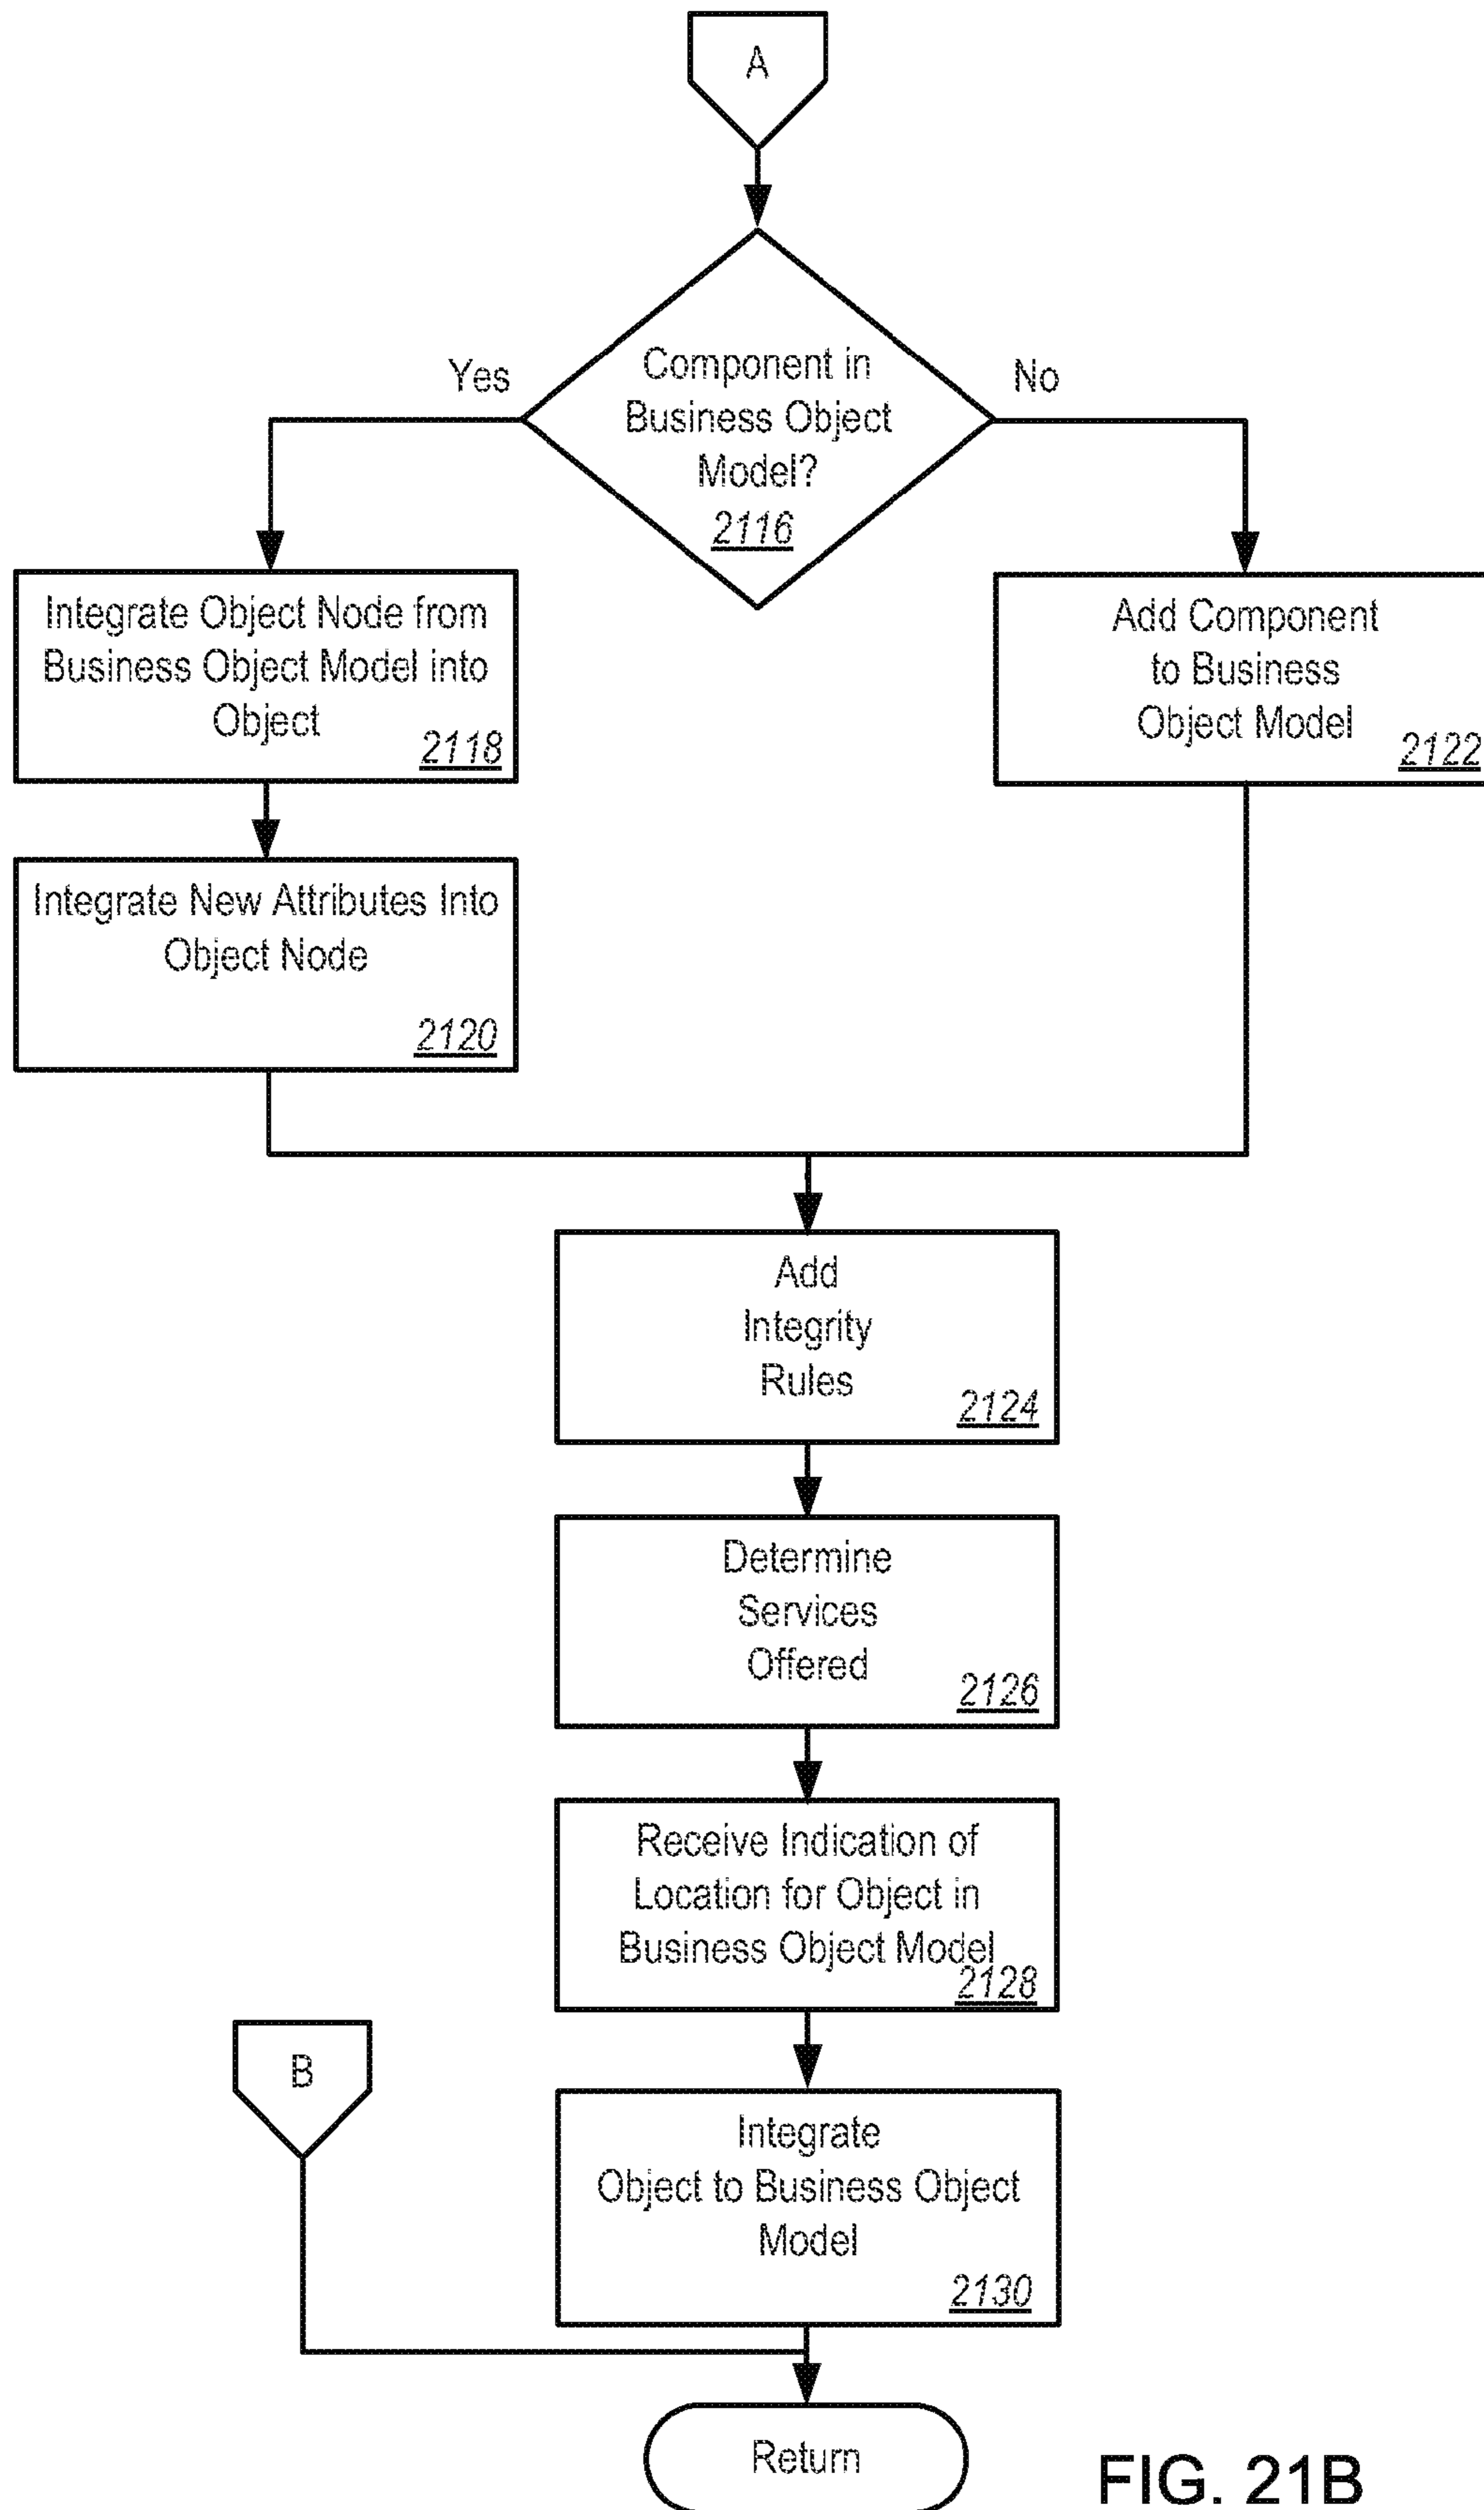 A
Yes
Component in
Business Object
Model?
2116
No
Integrate Object Node from
Business Object Model into
Object
2118
Add Component
to Business
Object Model
2122
Integrate New Attributes Into
Object Node
2120
Add
Integrity
Rules
2124
Determine
Services
Offered
2126
Receive Indication of
Location for Object in
Business Object Model
2128
B
Integrate
Object to Business Object
Model
2130
Return
FIG. 21B